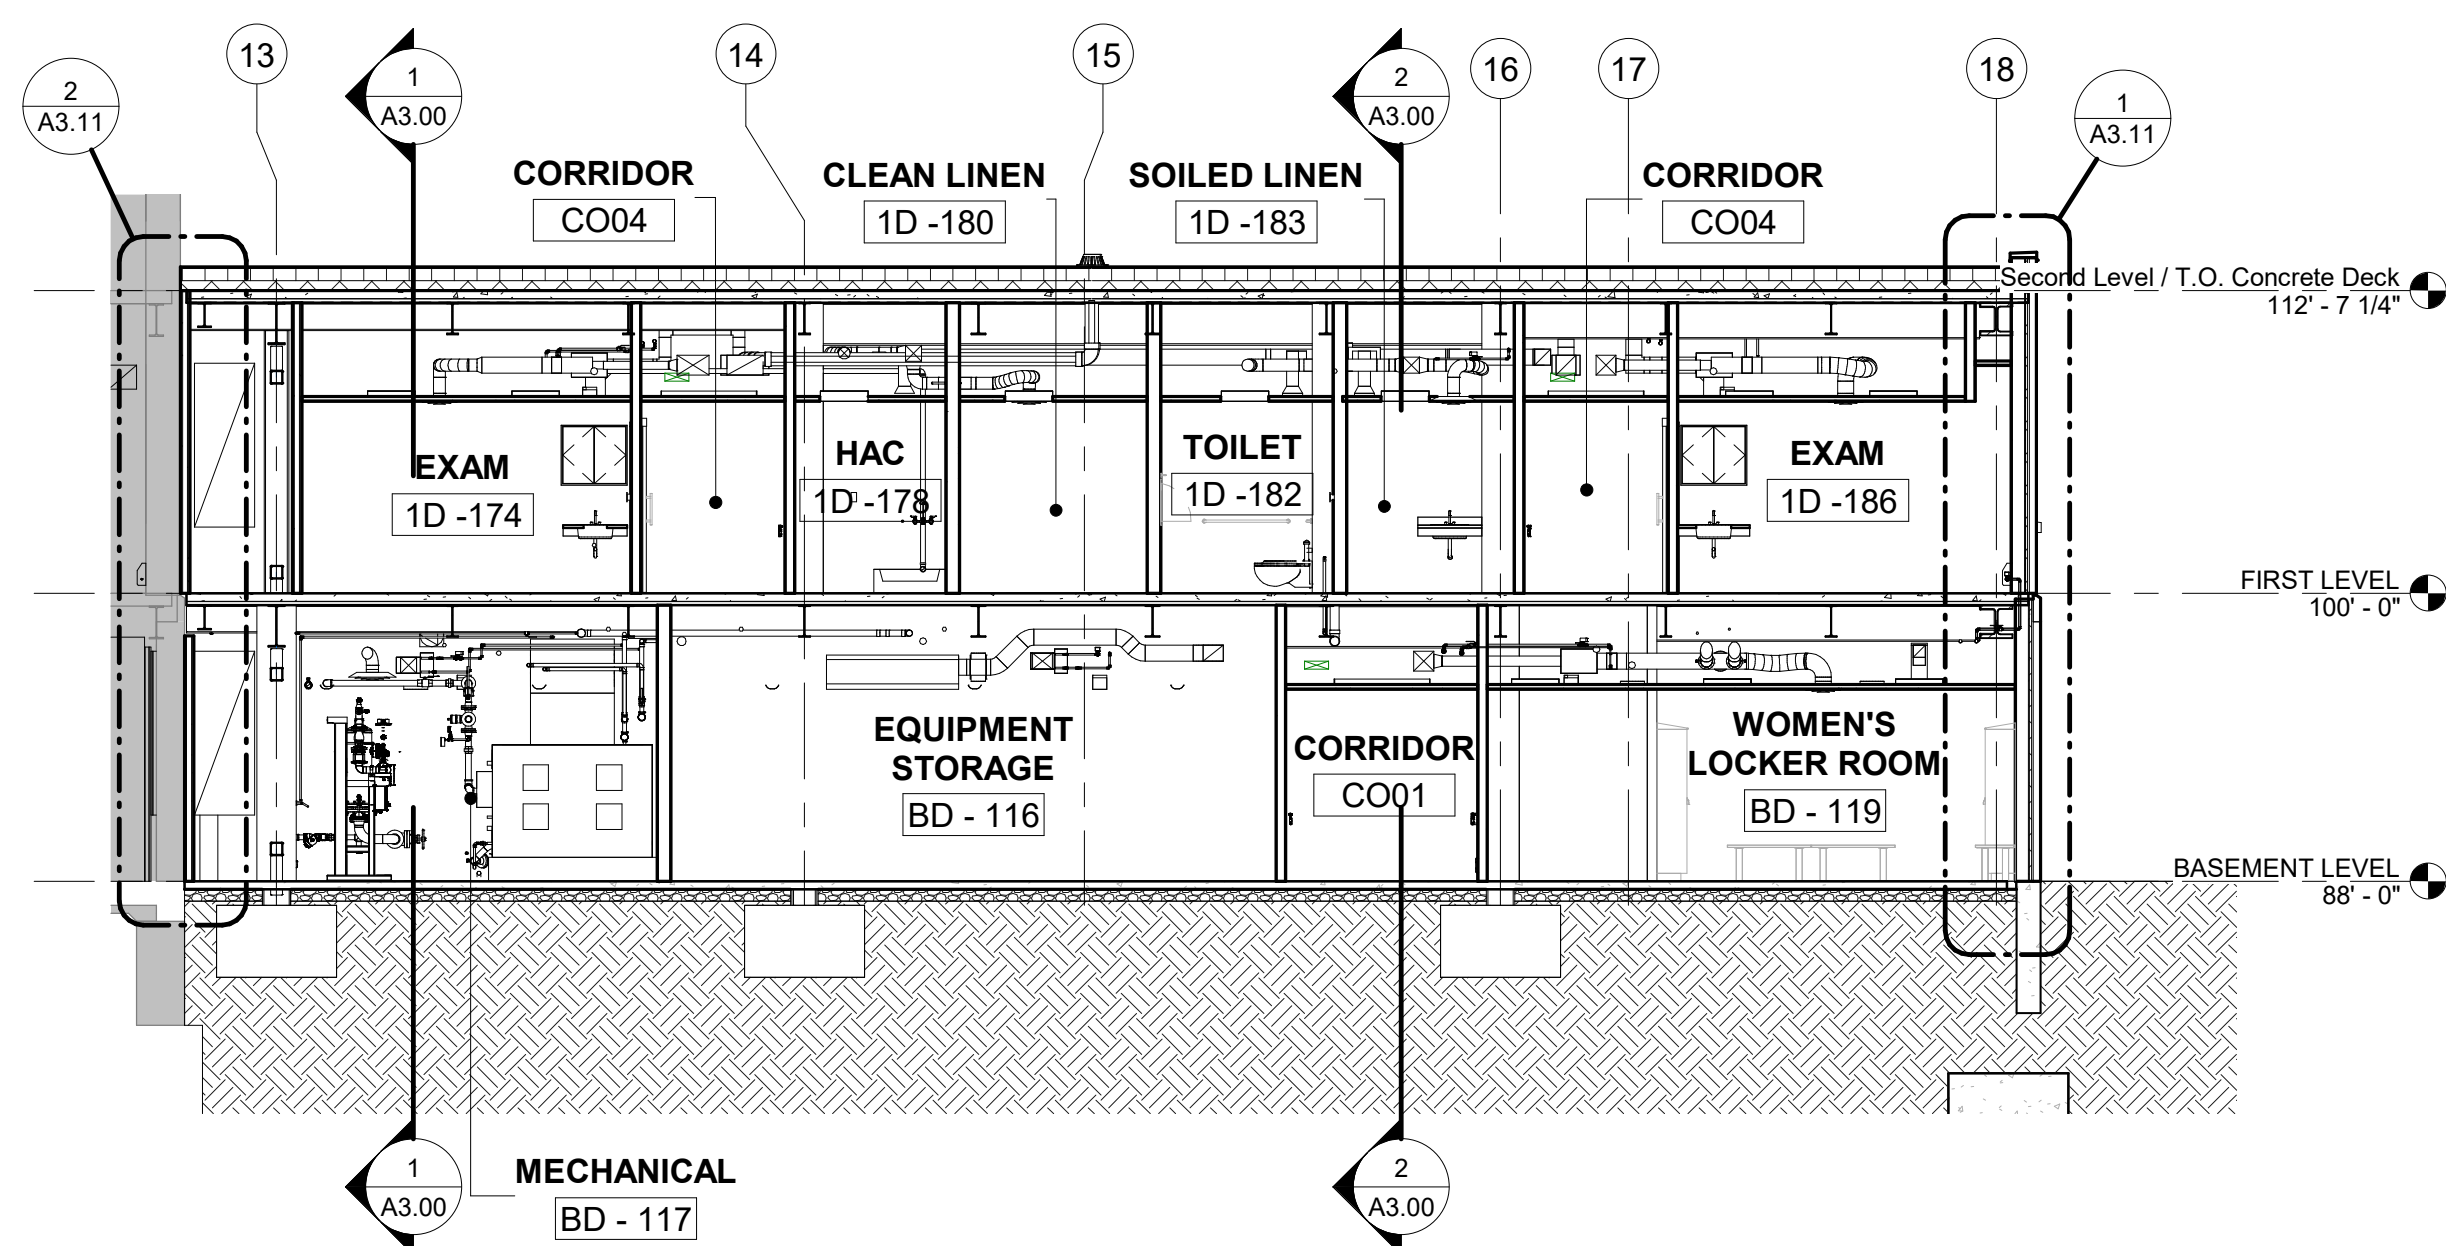 13
14
15
16
17
18
2
A3.11
1
A3.00
2
A3.00
1
A3.11
CORRIDOR
CO04
CLEAN LINEN
1D -180
SOILED LINEN
1D -183
CORRIDOR
CO04
Second Level / T.O. Concrete Deck
112' - 7 1/4"
EXAM
1D -174
HAC
1D -178
TOILET
1D -182
EXAM
1D -186
FIRST LEVEL
100' - 0"
EQUIPMENT
STORAGE
BD - 116
CORRIDOR
CO01
WOMEN'S
LOCKER ROOM
BD - 119
BASEMENT LEVEL
88' - 0"
1
A3.00
MECHANICAL
BD - 117
2
A3.00